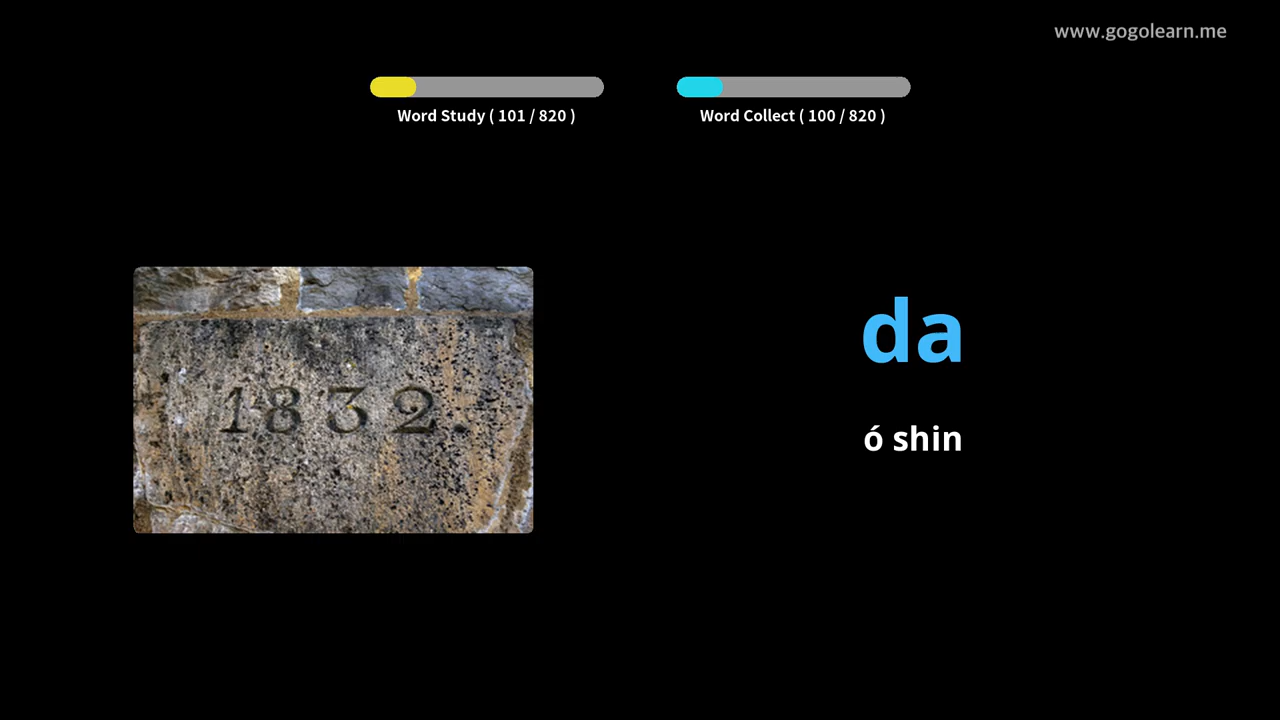 www.gogolearn.me
Word Study ( 101 / 820 )
Word Collect ( 100 / 820 )
1832.
da
ó shin